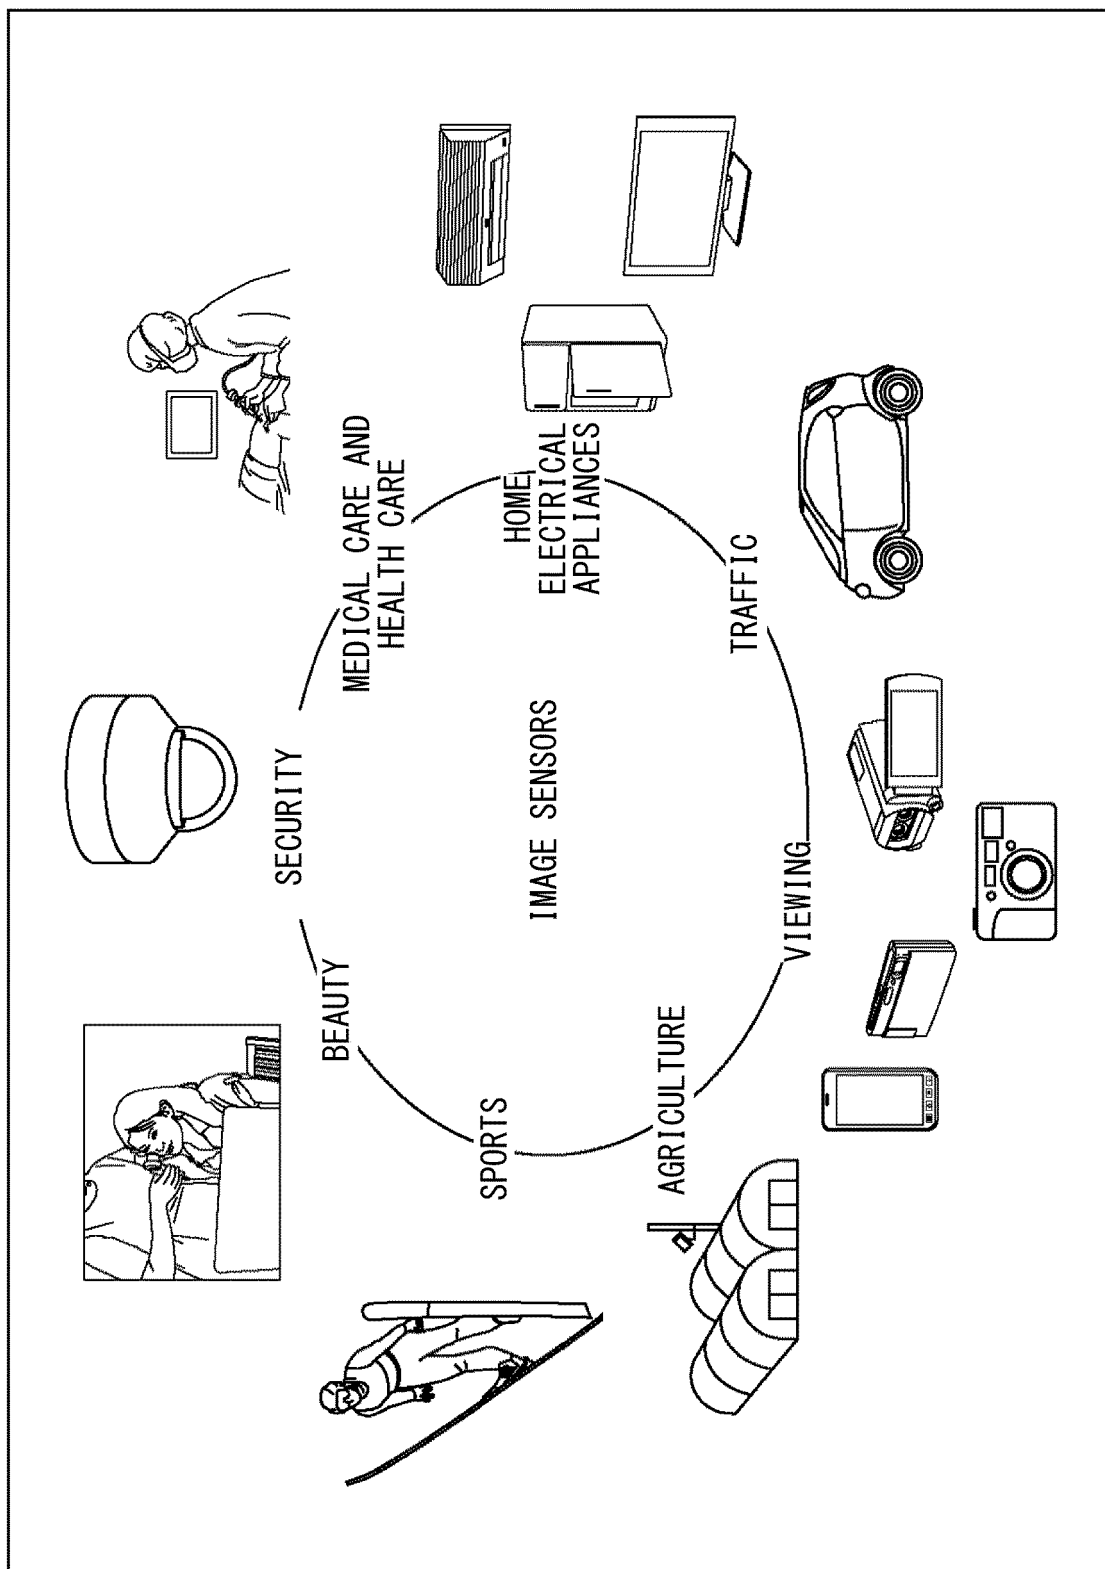 SECURITY
BEAUTY
MEDICAL CARE AND
HEALTH CARE
SPORTS
IMAGE SENSORS
HOME
ELECTRICAL
APPLIANCES
AGRICULTURE
TRAFFIC
VIEWING